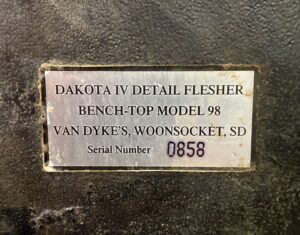 DAKOTA IV DETAIL FLESHER
BENCH-TOP MODEL 98
VAN DYKE'S, WOONSOCKET, SD
Serial Number 0858